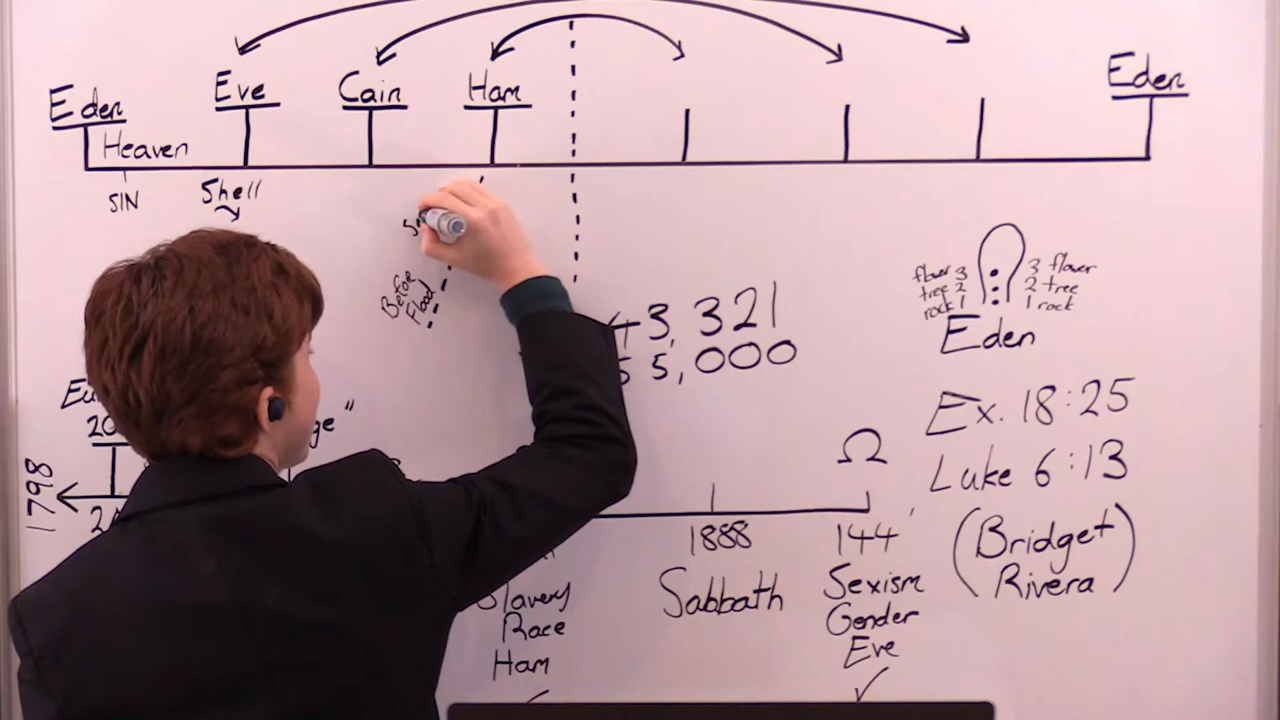 Eden
Heaven
SIN
Eve
Shell
Cain
Ham
Eden
Befor
Flood
3,321
5,000
flower 3
tree 2
rock 1
3 flower
2 tree
1 rock
Eden
Ex. 18:25
Luke 6:13
(Bridget
Rivera)
1798
1888
Sabbath
Ω
144
Sexism
Gender
Eve
Slavery
Race
Ham